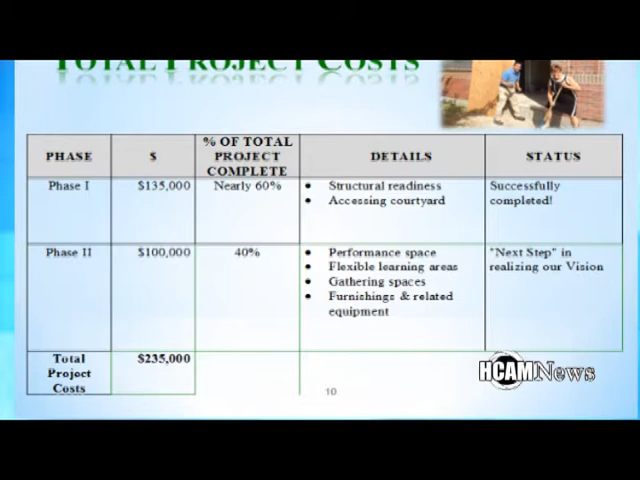 TOTAL PROJECT COSTS
PHASE
$
% OF TOTAL
PROJECT
COMPLETE
DETAILS
STATUS
Phase I
$135,000
Nearly 60%
• Structural readiness
• Accessing courtyard
Successfully
completed!
Phase II
$100,000
40%
• Performance space
• Flexible learning areas
• Gathering spaces
• Furnishings & related
equipment
"Next Step" in
realizing our Vision
Total
Project
Costs
$235,000
10
HCAM News